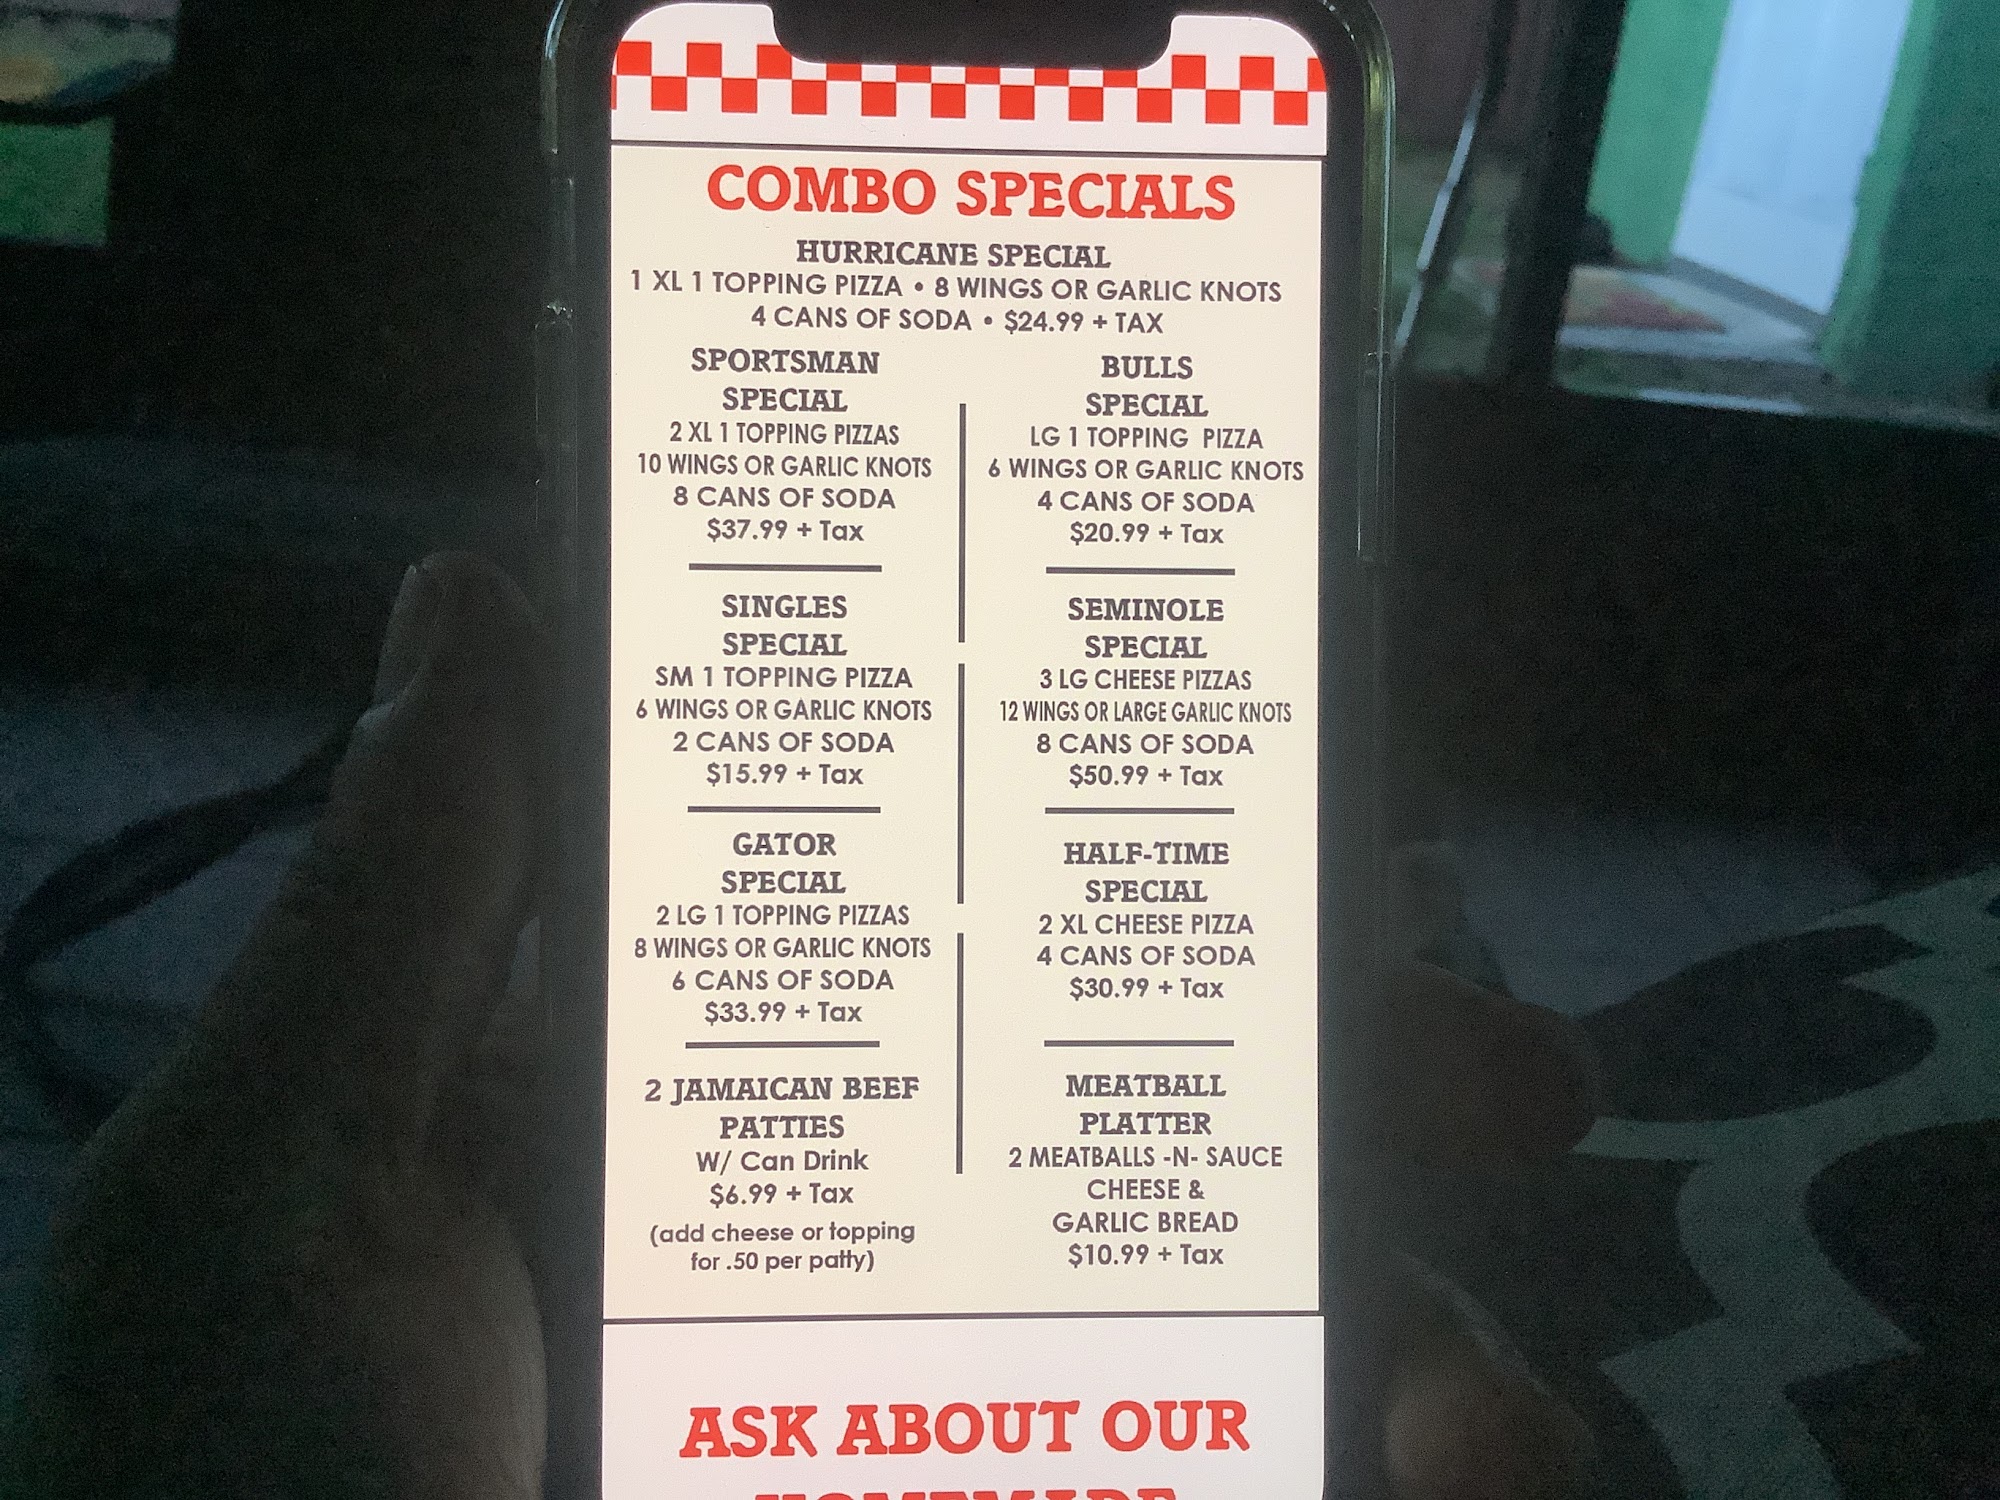 COMBO SPECIALS
HURRICANE SPECIAL
1 XL 1 TOPPING PIZZA • 8 WINGS OR GARLIC KNOTS
4 CANS OF SODA • $24.99 + TAX
SPORTSMAN
SPECIAL
2 XL 1 TOPPING PIZZAS
10 WINGS OR GARLIC KNOTS
8 CANS OF SODA
$37.99 + Tax
BULLS
SPECIAL
LG 1 TOPPING PIZZA
6 WINGS OR GARLIC KNOTS
4 CANS OF SODA
$20.99 + Tax
SINGLES
SPECIAL
SM 1 TOPPING PIZZA
6 WINGS OR GARLIC KNOTS
2 CANS OF SODA
$15.99 + Tax
SEMINOLE
SPECIAL
3 LG CHEESE PIZZAS
12 WINGS OR LARGE GARLIC KNOTS
8 CANS OF SODA
$50.99 + Tax
GATOR
SPECIAL
2 LG 1 TOPPING PIZZAS
8 WINGS OR GARLIC KNOTS
6 CANS OF SODA
$33.99 + Tax
HALF-TIME
SPECIAL
2 XL CHEESE PIZZA
4 CANS OF SODA
$30.99 + Tax
2 JAMAICAN BEEF
PATTIES
W/ Can Drink
$6.99 + Tax
(add cheese or topping
for .50 per patty)
MEATBALL
PLATTER
2 MEATBALLS -N- SAUCE
CHEESE &
GARLIC BREAD
$10.99 + Tax
ASK ABOUT OUR
HOMEMADE